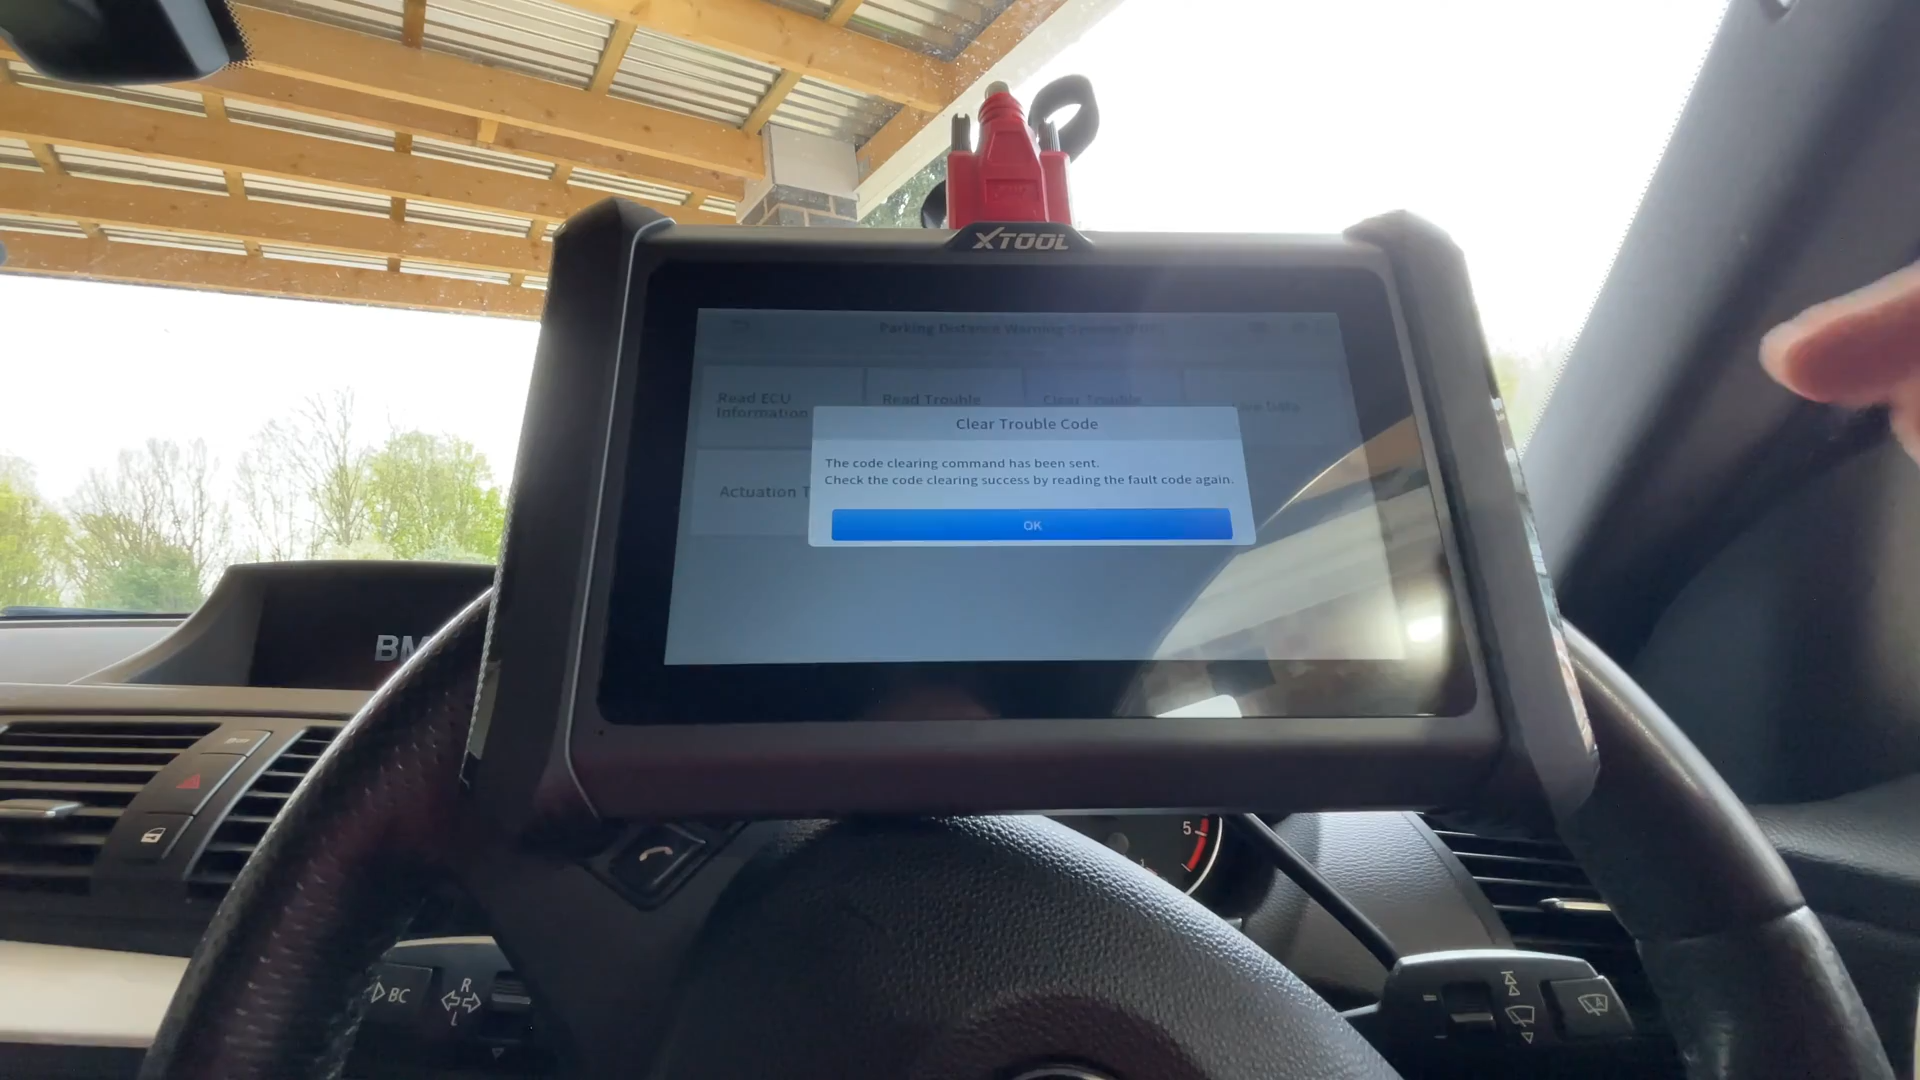 XTOOL
Parking Distance Warning System (PDC)
Read ECU
Information
Read Trouble
Clear Trouble
Clear Trouble Code
The code clearing command has been sent.
Check the code clearing success by reading the fault code again.
OK
Actuation T
BM
5
BC
R
L
A